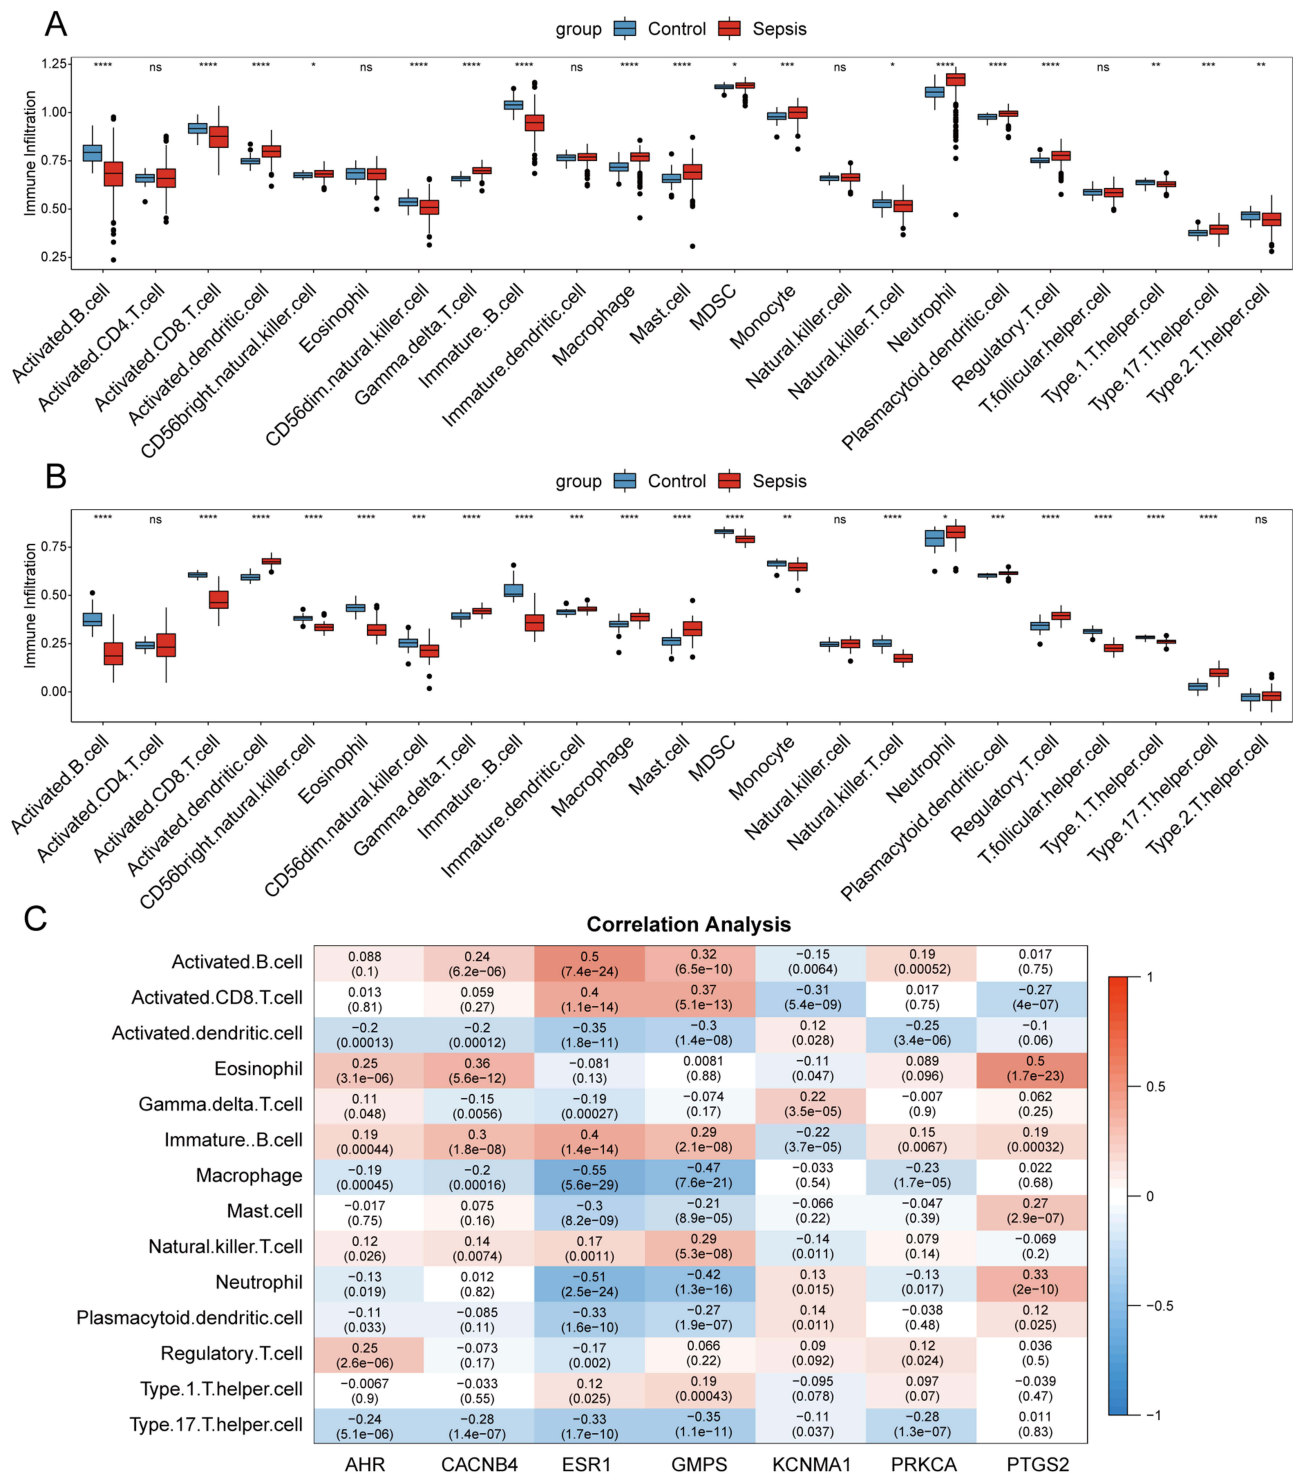 A
group Control Sepsis
**** ns **** **** * ns **** **** **** ns **** **** * *** ns * **** **** **** ns ** *** **
1.25
1.00
0.75
0.50
0.25
Immune Infiltration
Activated.B.cell
Activated.CD4.T.cell
Activated.CD8.T.cell
Activated.dendritic.cell
CD56bright.natural.killer.cell
Eosinophil
CD56dim.natural.killer.cell
Gamma.delta.T.cell
Immature..B.cell
Immature.dendritic.cell
Macrophage
Mast.cell
MDSC
Monocyte
Natural.killer.cell
Natural.killer.T.cell
Neutrophil
Plasmacytoid.dendritic.cell
Regulatory.T.cell
T.follicular.helper.cell
Type.1.T.helper.cell
Type.17.T.helper.cell
Type.2.T.helper.cell
B
group Control Sepsis
**** ns **** **** **** **** *** **** **** *** **** **** **** ** ns **** * *** **** **** **** **** ns
0.75
0.50
0.25
0.00
Immune Infiltration
Activated.B.cell
Activated.CD4.T.cell
Activated.CD8.T.cell
Activated.dendritic.cell
CD56bright.natural.killer.cell
Eosinophil
CD56dim.natural.killer.cell
Gamma.delta.T.cell
Immature..B.cell
Immature.dendritic.cell
Macrophage
Mast.cell
MDSC
Monocyte
Natural.killer.cell
Natural.killer.T.cell
Neutrophil
Plasmacytoid.dendritic.cell
Regulatory.T.cell
T.follicular.helper.cell
Type.1.T.helper.cell
Type.17.T.helper.cell
Type.2.T.helper.cell
C
Correlation Analysis
Activated.B.cell 0.088 0.24 0.5 0.32 −0.15 0.19 0.017
(0.1) (6.2e−06) (7.4e−24) (6.5e−10) (0.0064) (0.00052) (0.75)
Activated.CD8.T.cell 0.013 0.059 0.4 0.37 −0.31 0.017 −0.27
(0.81) (0.27) (1.1e−14) (5.1e−13) (5.4e−09) (0.75) (4e−07)
Activated.dendritic.cell −0.2 −0.2 −0.35 −0.3 0.12 −0.25 −0.1
(0.00013) (0.00012) (1.8e−11) (1.4e−08) (0.028) (3.4e−06) (0.06)
Eosinophil 0.25 0.36 −0.081 0.0081 −0.11 0.089 0.5
(3.1e−06) (5.6e−12) (0.13) (0.88) (0.047) (0.096) (1.7e−23)
Gamma.delta.T.cell 0.11 −0.15 −0.19 −0.074 0.22 −0.007 0.062
(0.048) (0.0056) (0.00027) (0.17) (3.5e−05) (0.9) (0.25)
Immature..B.cell 0.19 0.3 0.4 0.29 −0.22 0.15 0.19
(0.00044) (1.8e−08) (1.4e−14) (2.1e−08) (3.7e−05) (0.0067) (0.00032)
Macrophage −0.19 −0.2 −0.55 −0.47 −0.033 −0.23 0.022
(0.00045) (0.00016) (5.6e−29) (7.6e−21) (0.54) (1.7e−05) (0.68)
Mast.cell −0.017 0.075 −0.3 −0.21 −0.066 −0.047 0.27
(0.75) (0.16) (8.2e−09) (8.9e−05) (0.22) (0.39) (2.9e−07)
Natural.killer.T.cell 0.12 0.14 0.17 0.29 −0.14 0.079 −0.069
(0.026) (0.0074) (0.0011) (5.3e−08) (0.011) (0.14) (0.2)
Neutrophil −0.13 0.012 −0.51 −0.42 0.13 −0.13 0.33
(0.019) (0.82) (2.5e−24) (1.3e−16) (0.015) (0.017) (2e−10)
Plasmacytoid.dendritic.cell −0.11 −0.085 −0.33 −0.27 0.14 −0.038 0.12
(0.033) (0.11) (1.6e−10) (1.9e−07) (0.011) (0.48) (0.025)
Regulatory.T.cell 0.25 −0.073 −0.17 0.066 0.09 0.12 0.036
(2.6e−06) (0.17) (0.002) (0.22) (0.092) (0.024) (0.5)
Type.1.T.helper.cell −0.0067 −0.033 0.12 0.19 −0.095 0.097 −0.039
(0.9) (0.55) (0.025) (0.00043) (0.078) (0.07) (0.47)
Type.17.T.helper.cell −0.24 −0.28 −0.33 −0.35 −0.11 −0.28 0.011
(5.1e−06) (1.4e−07) (1.7e−10) (1.1e−11) (0.037) (1.3e−07) (0.83)
AHR CACNB4 ESR1 GMPS KCNMA1 PRKCA PTGS2
1
0.5
0
−0.5
−1